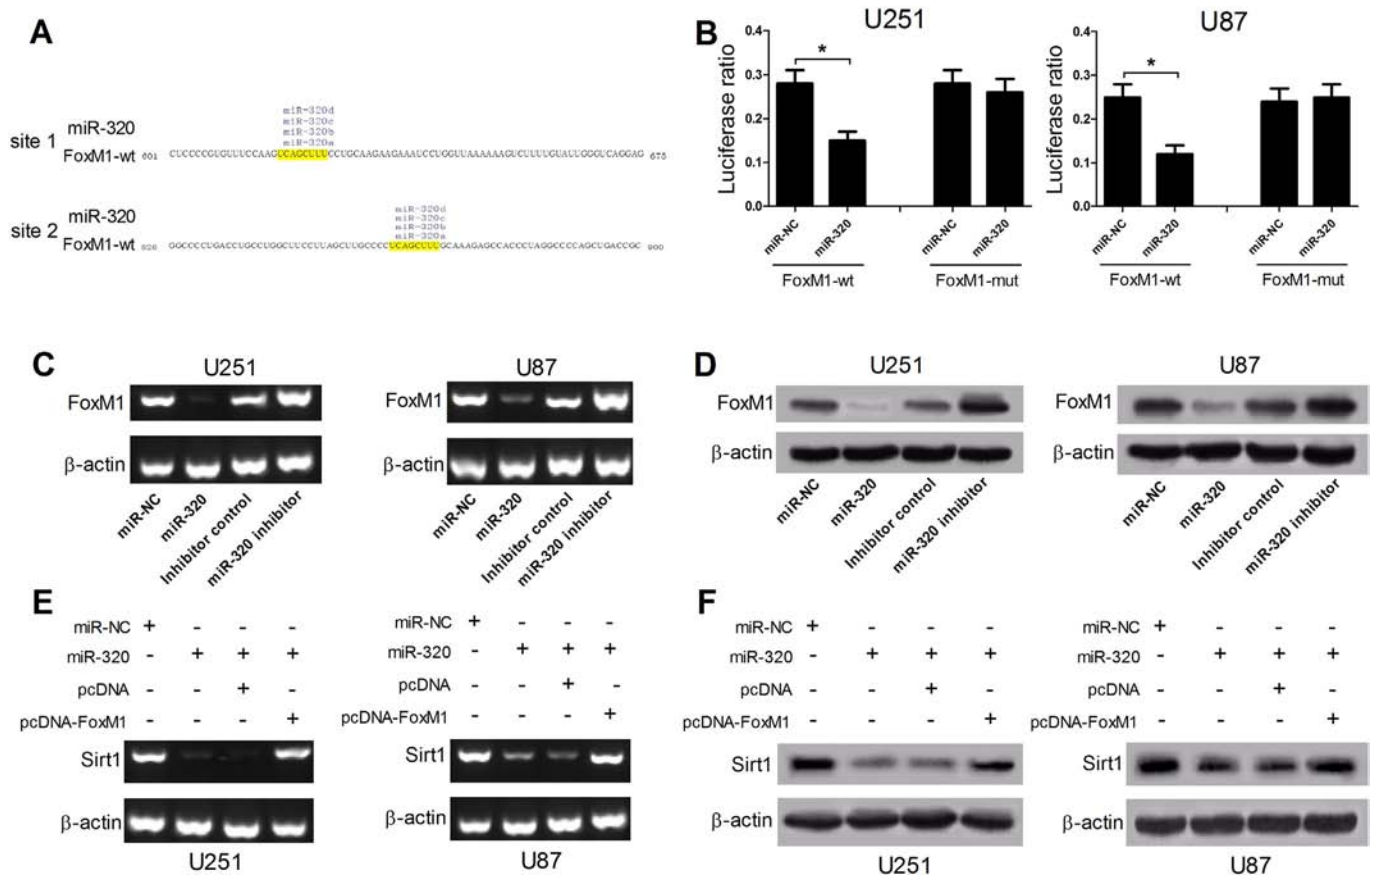 A
miR-320d
miR-320c
miR-320b
miR-320a
site 1 miR-320
FoxM1-wt 601 CUCCCCGUGUUUCCAAGUCAGCUUUCCUGCAAGAAGAAAUCCUGGUUAAAAAAGUCUUUUGUAUUGGGUCAGGAG 675
miR-320d
miR-320c
miR-320b
miR-320a
site 2 miR-320
FoxM1-wt 826 GGCCCCUGACCUGCCUGGCUUCCUUAGCUUGCCCCUCAGCUUUGCAAAGAGCCACCCUAGGCCCCAGCUGACCGC 900
B
U251
Luciferase ratio
0.4
0.3
0.2
0.1
0.0
*
miR-NC miR-320 miR-NC miR-320
FoxM1-wt FoxM1-mut
U87
Luciferase ratio
0.4
0.3
0.2
0.1
0.0
*
miR-NC miR-320 miR-NC miR-320
FoxM1-wt FoxM1-mut
C
U251
FoxM1
β-actin
miR-NC miR-320 Inhibitor control miR-320 inhibitor
U87
FoxM1
β-actin
miR-NC miR-320 Inhibitor control miR-320 inhibitor
D
U251
FoxM1
β-actin
miR-NC miR-320 Inhibitor control miR-320 inhibitor
U87
FoxM1
β-actin
miR-NC miR-320 Inhibitor control miR-320 inhibitor
E
miR-NC + - - -
miR-320 - + + +
pcDNA - - + -
pcDNA-FoxM1 - - - +
Sirt1
β-actin
U251
miR-NC + - - -
miR-320 - + + +
pcDNA - - + -
pcDNA-FoxM1 - - - +
Sirt1
β-actin
U87
F
miR-NC + - - -
miR-320 - + + +
pcDNA - - + -
pcDNA-FoxM1 - - - +
Sirt1
β-actin
U251
miR-NC + - - -
miR-320 - + + +
pcDNA - - + -
pcDNA-FoxM1 - - - +
Sirt1
β-actin
U87